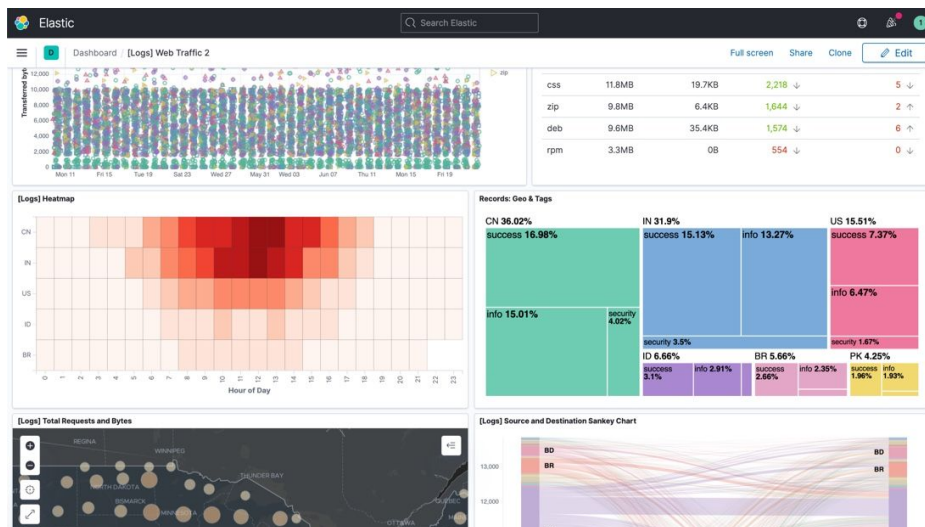 Elastic
Search Elastic
1
D
Dashboard
[Logs] Web Traffic 2
Full screen
Share
Clone
Edit
Transferred byt
12,000
10,000
8,000
6,000
4,000
2,000
0
Mon 11 Fri 15 Tue 19 Sat 23 Wed 27 May 31 Wed 03 Jun 07 Thu 11 Mon 15 Fri 19
zip
css 11.8MB 19.7KB 2,218 ↓ 5 ↓
zip 9.8MB 6.4KB 1,644 ↓ 2 ↑
deb 9.6MB 35.4KB 1,574 ↓ 6 ↑
rpm 3.3MB 0B 554 ↓ 0 ↓
[Logs] Heatmap
CN
IN
US
ID
BR
0 1 2 3 4 5 6 7 8 9 10 11 12 13 14 15 16 17 18 19 20 21 22 23
Hour of Day
Records: Geo & Tags
CN 36.02%
success 16.98%
info 15.01%
security
4.02%
IN 31.9%
success 15.13%
info 13.27%
security 3.5%
US 15.51%
success 7.37%
info 6.47%
security 1.67%
ID 6.66%
success
3.1%
info 2.91%
BR 5.66%
success
2.66%
info 2.35%
PK 4.25%
success
1.96%
info
1.93%
[Logs] Total Requests and Bytes
REGINA
WINNIPEG
THUNDER BAY
NORTH DAKOTA
BISMARCK
MINNESOTA
QUEBEC
OTTAWA
[Logs] Source and Destination Sankey Chart
13,000
12,000
BD
BR
BD
BR